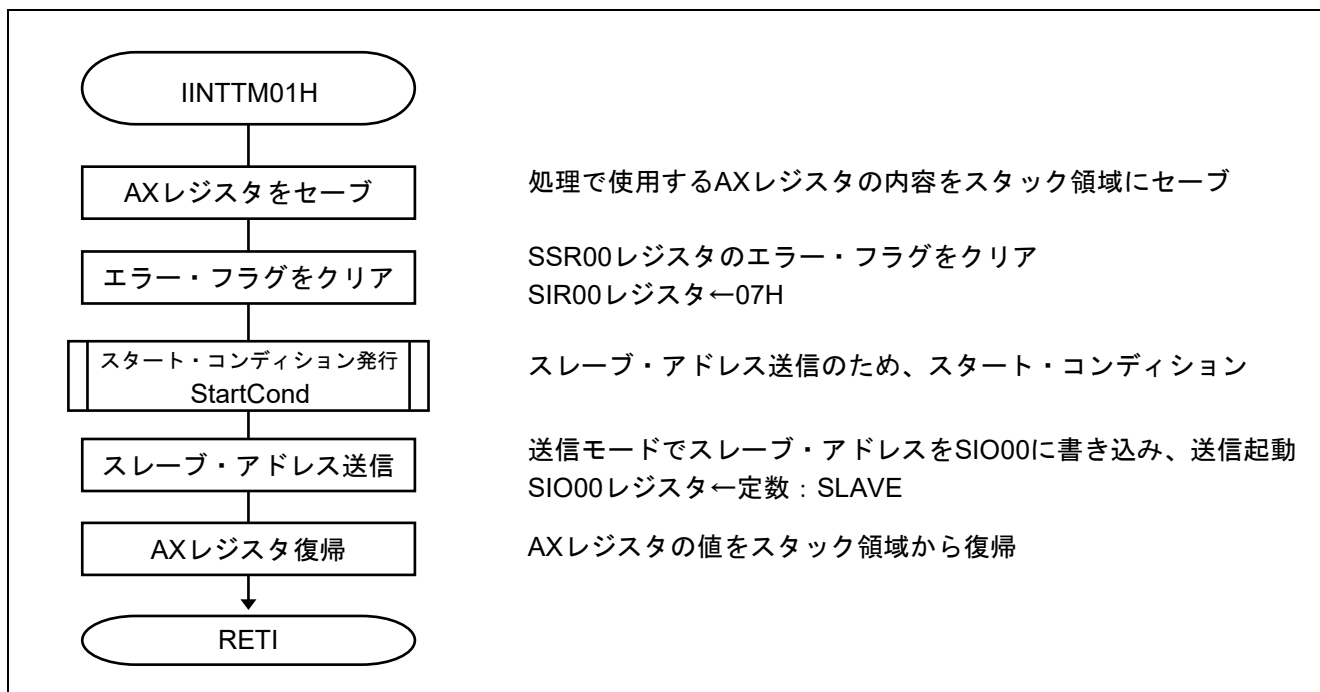 IINTTM01H
AXレジスタをセーブ
処理で使用するAXレジスタの内容をスタック領域にセーブ
エラー・フラグをクリア
SSR00レジスタのエラー・フラグをクリア
SIR00レジスタ←07H
スタート・コンディション発行
StartCond
スレーブ・アドレス送信のため、スタート・コンディション
スレーブ・アドレス送信
送信モードでスレーブ・アドレスをSIO00に書き込み、送信起動
SIO00レジスタ←定数：SLAVE
AXレジスタ復帰
AXレジスタの値をスタック領域から復帰
RETI